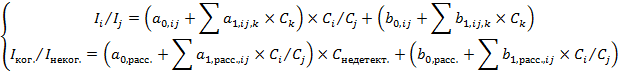 I_i/I_j = (a_{0,ij} + ∑ a_{1,ij,k} × C_k) × C_i/C_j + (b_{0,ij} + ∑ b_{1,ij,k} × C_k)
I_{ког.}/I_{неког.} = (a_{0,расс.} + ∑ a_{1,расс.,ij} × C_i/C_j) × C_{недетект.} + (b_{0,расс.} + ∑ b_{1,расс.,ij} × C_i/C_j)